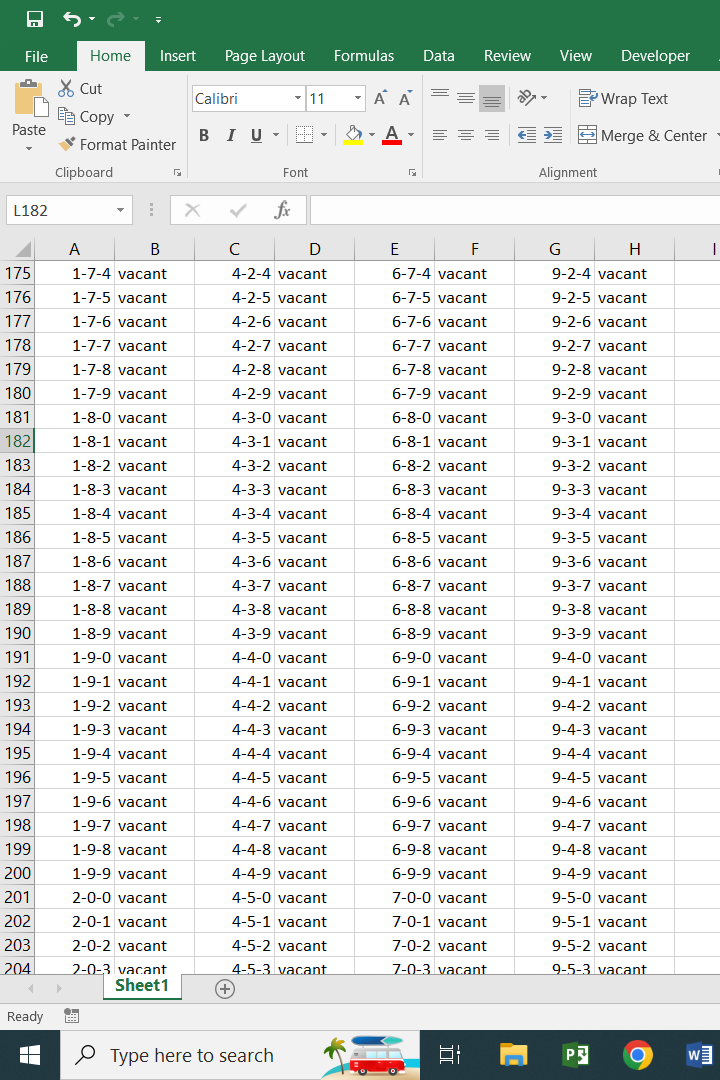 File Home Insert Page Layout Formulas Data Review View Developer
Paste
Cut
Copy
Format Painter
Clipboard
Calibri 11 A A
B I U A
Font
Wrap Text
Merge & Center
Alignment
L182 fx
A B C D E F G H I
175 1-7-4 vacant 4-2-4 vacant 6-7-4 vacant 9-2-4 vacant
176 1-7-5 vacant 4-2-5 vacant 6-7-5 vacant 9-2-5 vacant
177 1-7-6 vacant 4-2-6 vacant 6-7-6 vacant 9-2-6 vacant
178 1-7-7 vacant 4-2-7 vacant 6-7-7 vacant 9-2-7 vacant
179 1-7-8 vacant 4-2-8 vacant 6-7-8 vacant 9-2-8 vacant
180 1-7-9 vacant 4-2-9 vacant 6-7-9 vacant 9-2-9 vacant
181 1-8-0 vacant 4-3-0 vacant 6-8-0 vacant 9-3-0 vacant
182 1-8-1 vacant 4-3-1 vacant 6-8-1 vacant 9-3-1 vacant
183 1-8-2 vacant 4-3-2 vacant 6-8-2 vacant 9-3-2 vacant
184 1-8-3 vacant 4-3-3 vacant 6-8-3 vacant 9-3-3 vacant
185 1-8-4 vacant 4-3-4 vacant 6-8-4 vacant 9-3-4 vacant
186 1-8-5 vacant 4-3-5 vacant 6-8-5 vacant 9-3-5 vacant
187 1-8-6 vacant 4-3-6 vacant 6-8-6 vacant 9-3-6 vacant
188 1-8-7 vacant 4-3-7 vacant 6-8-7 vacant 9-3-7 vacant
189 1-8-8 vacant 4-3-8 vacant 6-8-8 vacant 9-3-8 vacant
190 1-8-9 vacant 4-3-9 vacant 6-8-9 vacant 9-3-9 vacant
191 1-9-0 vacant 4-4-0 vacant 6-9-0 vacant 9-4-0 vacant
192 1-9-1 vacant 4-4-1 vacant 6-9-1 vacant 9-4-1 vacant
193 1-9-2 vacant 4-4-2 vacant 6-9-2 vacant 9-4-2 vacant
194 1-9-3 vacant 4-4-3 vacant 6-9-3 vacant 9-4-3 vacant
195 1-9-4 vacant 4-4-4 vacant 6-9-4 vacant 9-4-4 vacant
196 1-9-5 vacant 4-4-5 vacant 6-9-5 vacant 9-4-5 vacant
197 1-9-6 vacant 4-4-6 vacant 6-9-6 vacant 9-4-6 vacant
198 1-9-7 vacant 4-4-7 vacant 6-9-7 vacant 9-4-7 vacant
199 1-9-8 vacant 4-4-8 vacant 6-9-8 vacant 9-4-8 vacant
200 1-9-9 vacant 4-4-9 vacant 6-9-9 vacant 9-4-9 vacant
201 2-0-0 vacant 4-5-0 vacant 7-0-0 vacant 9-5-0 vacant
202 2-0-1 vacant 4-5-1 vacant 7-0-1 vacant 9-5-1 vacant
203 2-0-2 vacant 4-5-2 vacant 7-0-2 vacant 9-5-2 vacant
204 2-0-3 vacant 4-5-3 vacant 7-0-3 vacant 9-5-3 vacant
Sheet1
Ready
Type here to search